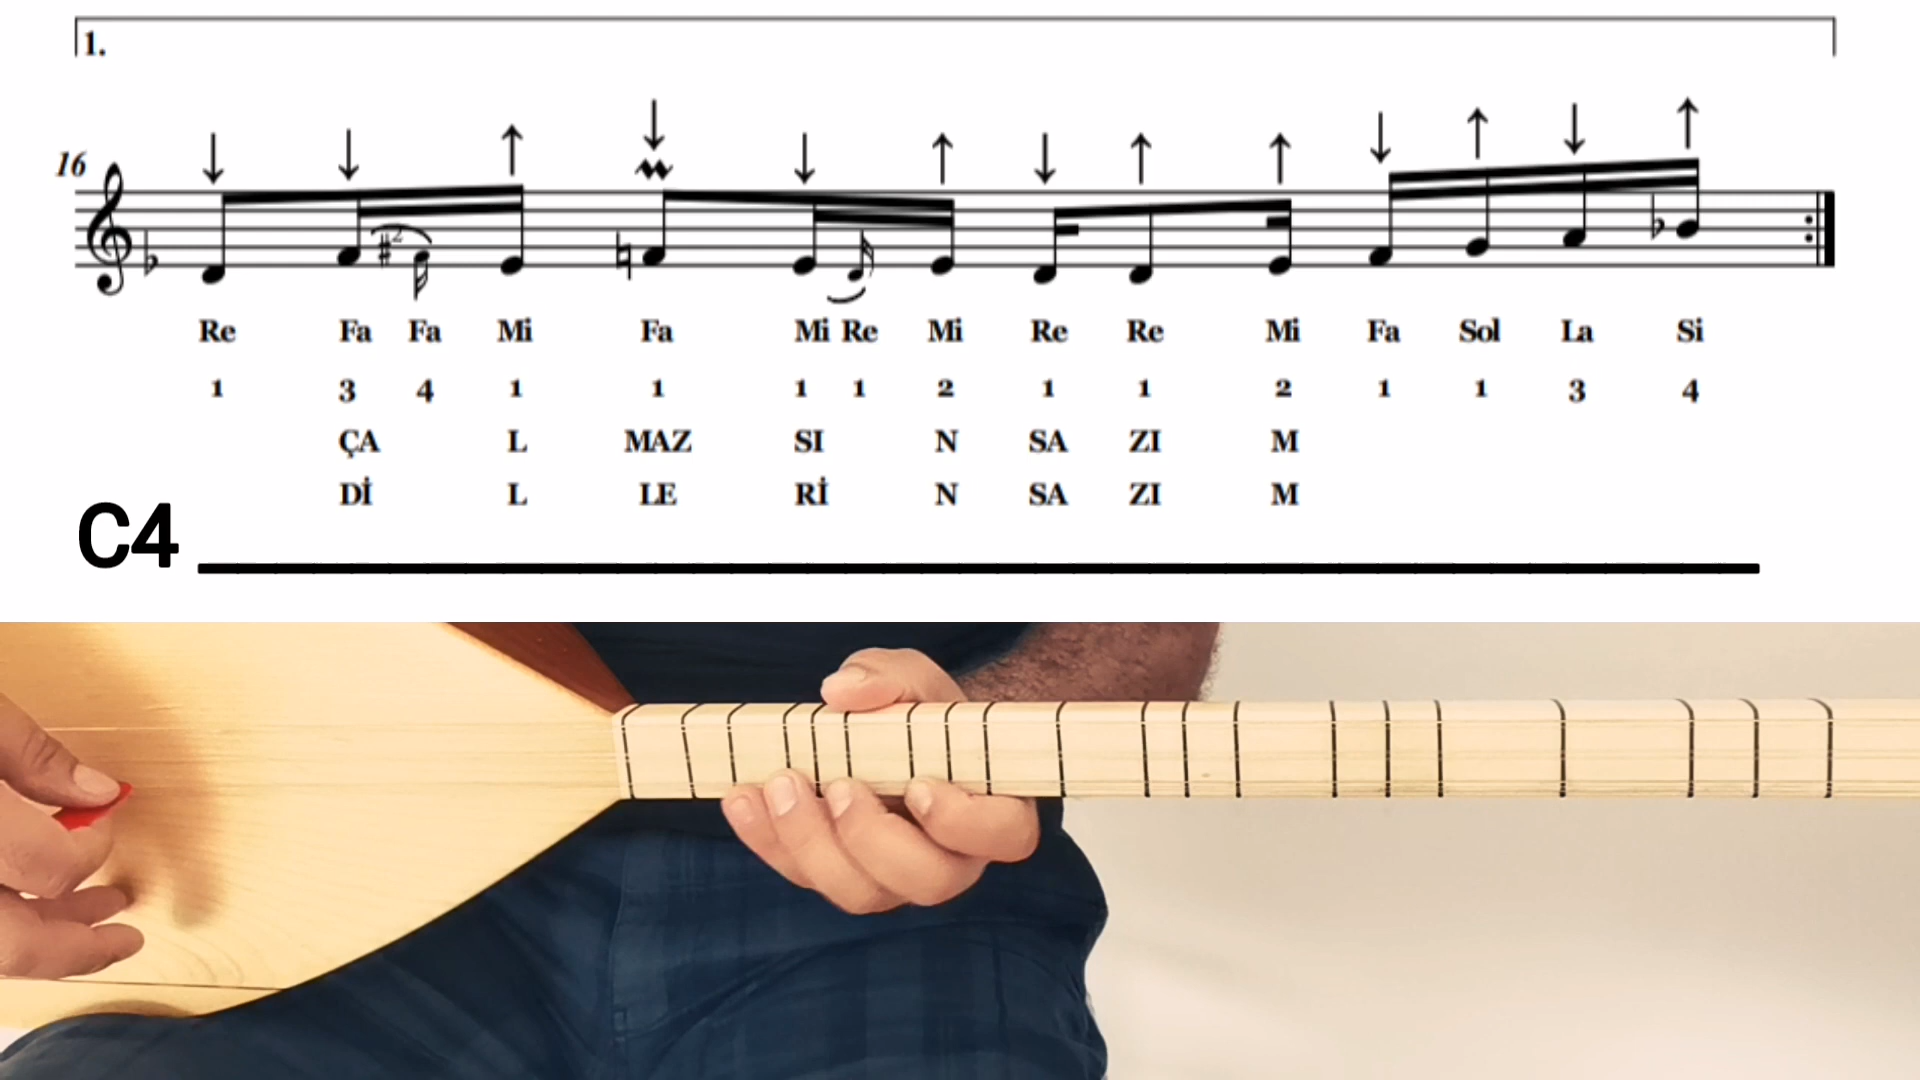 1.
16
2
Re Fa Fa Mi Fa Mi Re Mi Re Re Mi Fa Sol La Si
1 3 4 1 1 1 1 2 1 1 2 1 1 3 4
ÇA L MAZ SI N SA ZI M
Dİ L LE Rİ N SA ZI M
C4